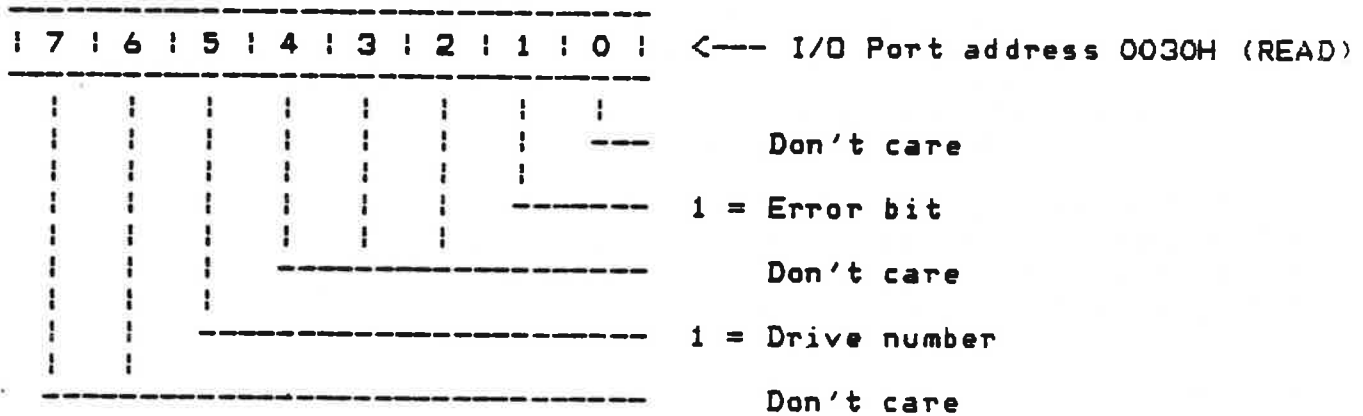 7 6 5 4 3 2 1 0 <--- I/O Port address 0030H (READ)
Don't care
1 = Error bit
Don't care
1 = Drive number
Don't care